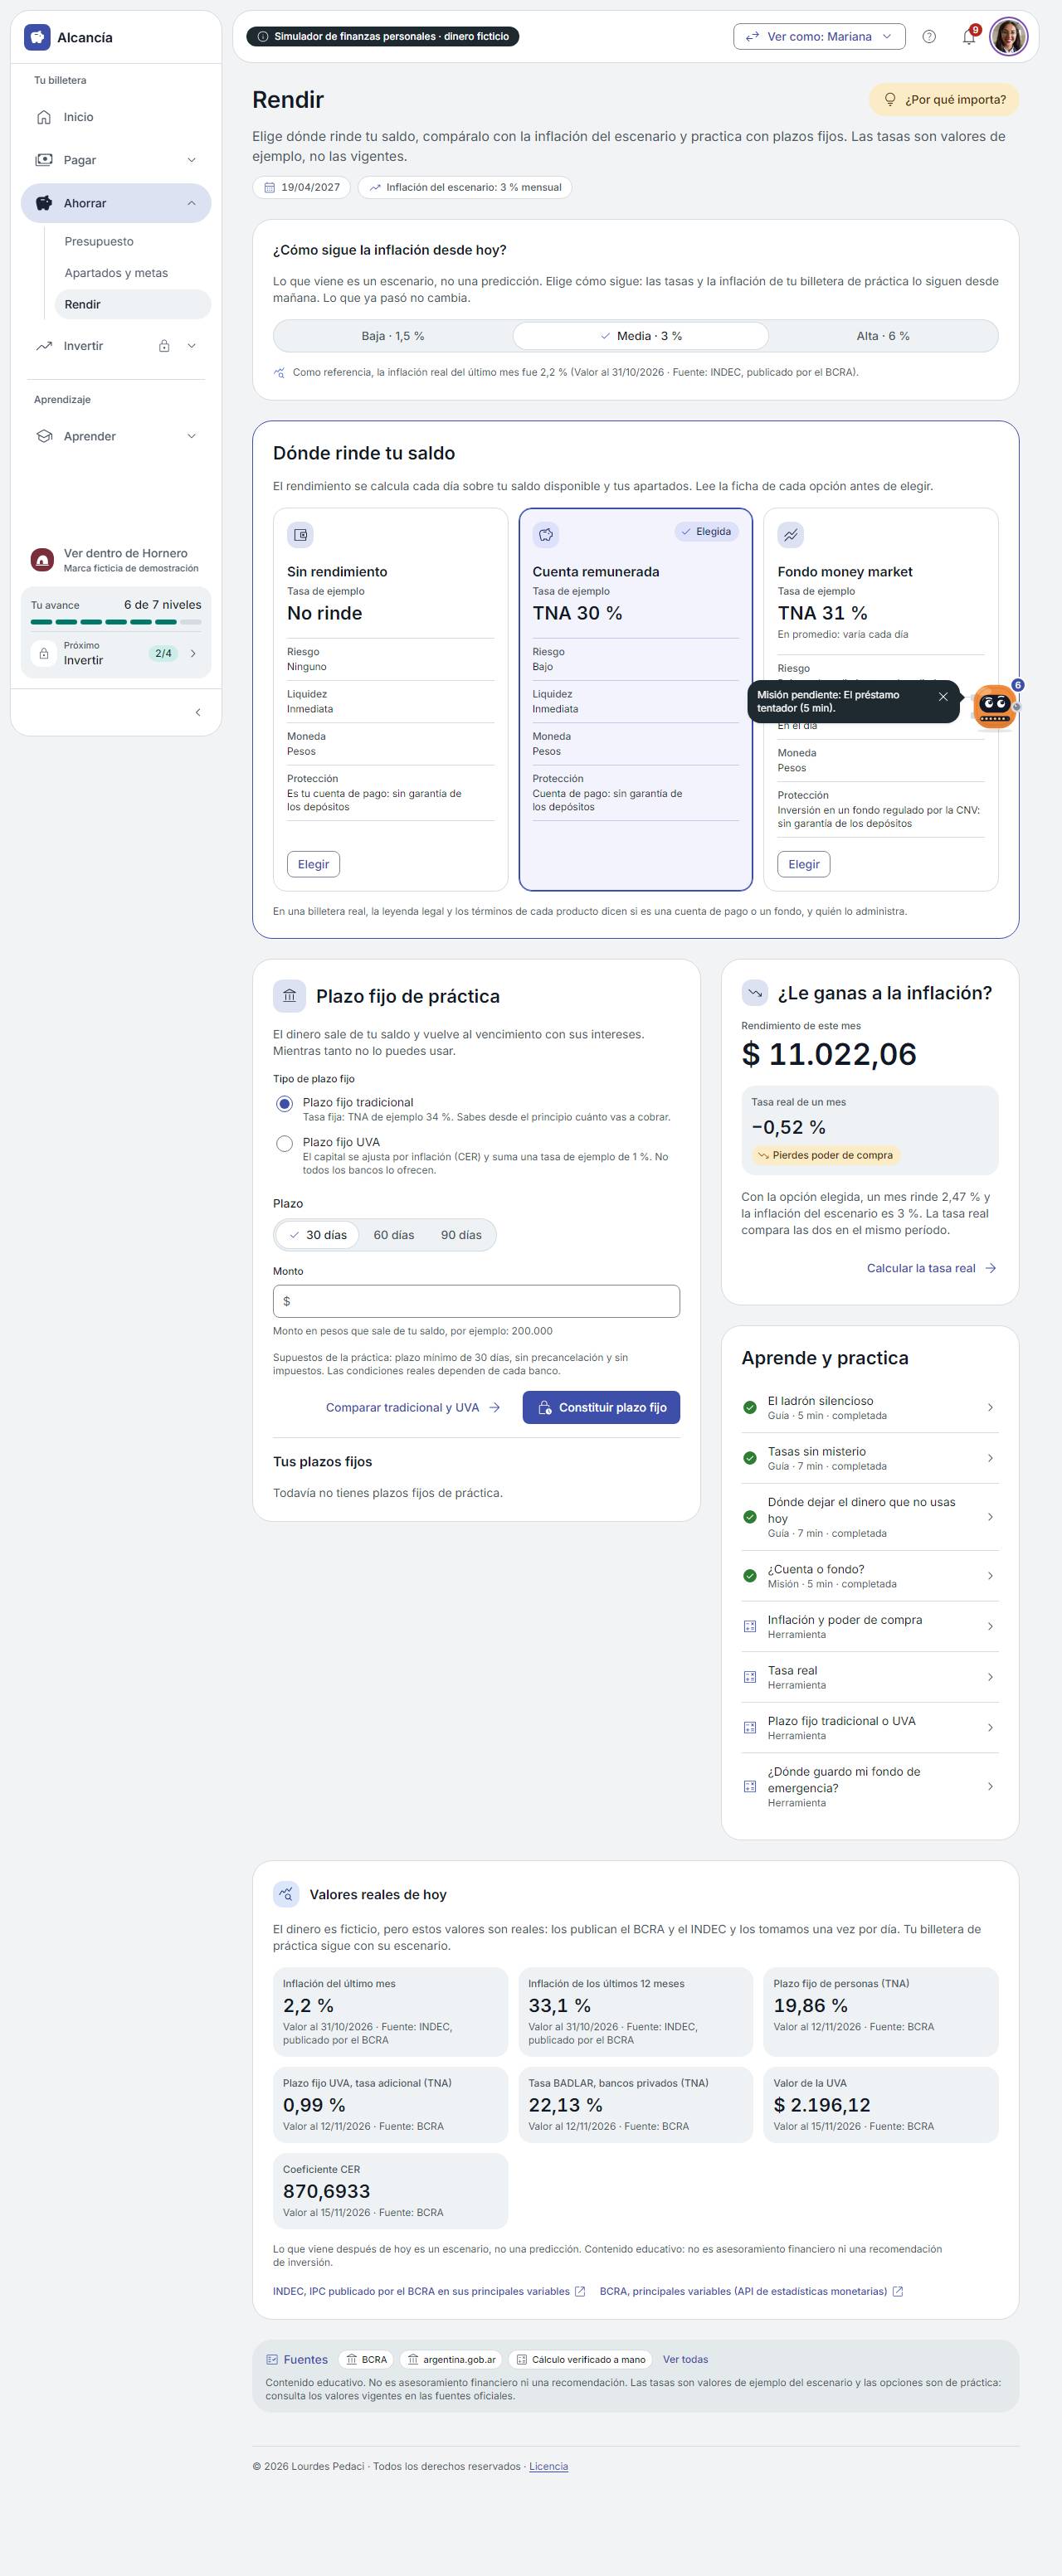 Alcancía
Tu billetera
Inicio
Pagar
Ahorrar
Presupuesto
Apartados y metas
Rendir
Invertir
Aprendizaje
Aprender
Ver dentro de Hornero
Marca ficticia de demostración
Tu avance
6 de 7 niveles
Próximo
Invertir
2/4
Simulador de finanzas personales · dinero ficticio
Ver como: Mariana
9
Rendir
¿Por qué importa?
Elige dónde rinde tu saldo, compáralo con la inflación del escenario y practica con plazos fijos. Las tasas son valores de
ejemplo, no las vigentes.
19/04/2027
Inflación del escenario: 3 % mensual
¿Cómo sigue la inflación desde hoy?
Lo que viene es un escenario, no una predicción. Elige cómo sigue: las tasas y la inflación de tu billetera de práctica lo siguen desde
mañana. Lo que ya pasó no cambia.
Baja · 1,5 %
Media · 3 %
Alta · 6 %
Como referencia, la inflación real del último mes fue 2,2 % (Valor al 31/10/2026 · Fuente: INDEC, publicado por el BCRA).
Dónde rinde tu saldo
El rendimiento se calcula cada día sobre tu saldo disponible y tus apartados. Lee la ficha de cada opción antes de elegir.
Sin rendimiento
Tasa de ejemplo
No rinde
Riesgo
Ninguno
Liquidez
Inmediata
Moneda
Pesos
Protección
Es tu cuenta de pago: sin garantía de
los depósitos
Elegir
Elegida
Cuenta remunerada
Tasa de ejemplo
TNA 30 %
Riesgo
Bajo
Liquidez
Inmediata
Moneda
Pesos
Protección
Cuenta de pago: sin garantía de
los depósitos
Fondo money market
Tasa de ejemplo
TNA 31 %
En promedio: varía cada día
Riesgo
Misión pendiente: El préstamo
tentador (5 min).
6
En el día
Moneda
Pesos
Protección
Inversión en un fondo regulado por la CNV:
sin garantía de los depósitos
Elegir
En una billetera real, la leyenda legal y los términos de cada producto dicen si es una cuenta de pago o un fondo, y quién lo administra.
Plazo fijo de práctica
El dinero sale de tu saldo y vuelve al vencimiento con sus intereses.
Mientras tanto no lo puedes usar.
Tipo de plazo fijo
Plazo fijo tradicional
Tasa fija: TNA de ejemplo 34 %. Sabes desde el principio cuánto vas a cobrar.
Plazo fijo UVA
El capital se ajusta por inflación (CER) y suma una tasa de ejemplo de 1 %. No
todos los bancos lo ofrecen.
Plazo
30 días
60 días
90 días
Monto
$
Monto en pesos que sale de tu saldo, por ejemplo: 200.000
Supuestos de la práctica: plazo mínimo de 30 días, sin precancelación y sin
impuestos. Las condiciones reales dependen de cada banco.
Comparar tradicional y UVA
Constituir plazo fijo
Tus plazos fijos
Todavía no tienes plazos fijos de práctica.
¿Le ganas a la inflación?
Rendimiento de este mes
$ 11.022,06
Tasa real de un mes
−0,52 %
Pierdes poder de compra
Con la opción elegida, un mes rinde 2,47 % y
la inflación del escenario es 3 %. La tasa real
compara las dos en el mismo período.
Calcular la tasa real
Aprende y practica
El ladrón silencioso
Guía · 5 min · completada
Tasas sin misterio
Guía · 7 min · completada
Dónde dejar el dinero que no usas
hoy
Guía · 7 min · completada
¿Cuenta o fondo?
Misión · 5 min · completada
Inflación y poder de compra
Herramienta
Tasa real
Herramienta
Plazo fijo tradicional o UVA
Herramienta
¿Dónde guardo mi fondo de
emergencia?
Herramienta
Valores reales de hoy
El dinero es ficticio, pero estos valores son reales: los publican el BCRA y el INDEC y los tomamos una vez por día. Tu billetera de
práctica sigue con su escenario.
Inflación del último mes
2,2 %
Valor al 31/10/2026 · Fuente: INDEC,
publicado por el BCRA
Inflación de los últimos 12 meses
33,1 %
Valor al 31/10/2026 · Fuente: INDEC,
publicado por el BCRA
Plazo fijo de personas (TNA)
19,86 %
Valor al 12/11/2026 · Fuente: BCRA
Plazo fijo UVA, tasa adicional (TNA)
0,99 %
Valor al 12/11/2026 · Fuente: BCRA
Tasa BADLAR, bancos privados (TNA)
22,13 %
Valor al 12/11/2026 · Fuente: BCRA
Valor de la UVA
$ 2.196,12
Valor al 15/11/2026 · Fuente: BCRA
Coeficiente CER
870,6933
Valor al 15/11/2026 · Fuente: BCRA
Lo que viene después de hoy es un escenario, no una predicción. Contenido educativo: no es asesoramiento financiero ni una recomendación
de inversión.
INDEC, IPC publicado por el BCRA en sus principales variables
BCRA, principales variables (API de estadísticas monetarias)
Fuentes
BCRA
argentina.gob.ar
Cálculo verificado a mano
Ver todas
Contenido educativo. No es asesoramiento financiero ni una recomendación. Las tasas son valores de ejemplo del escenario y las opciones son de práctica:
consulta los valores vigentes en las fuentes oficiales.
© 2026 Lourdes Pedaci · Todos los derechos reservados · Licencia